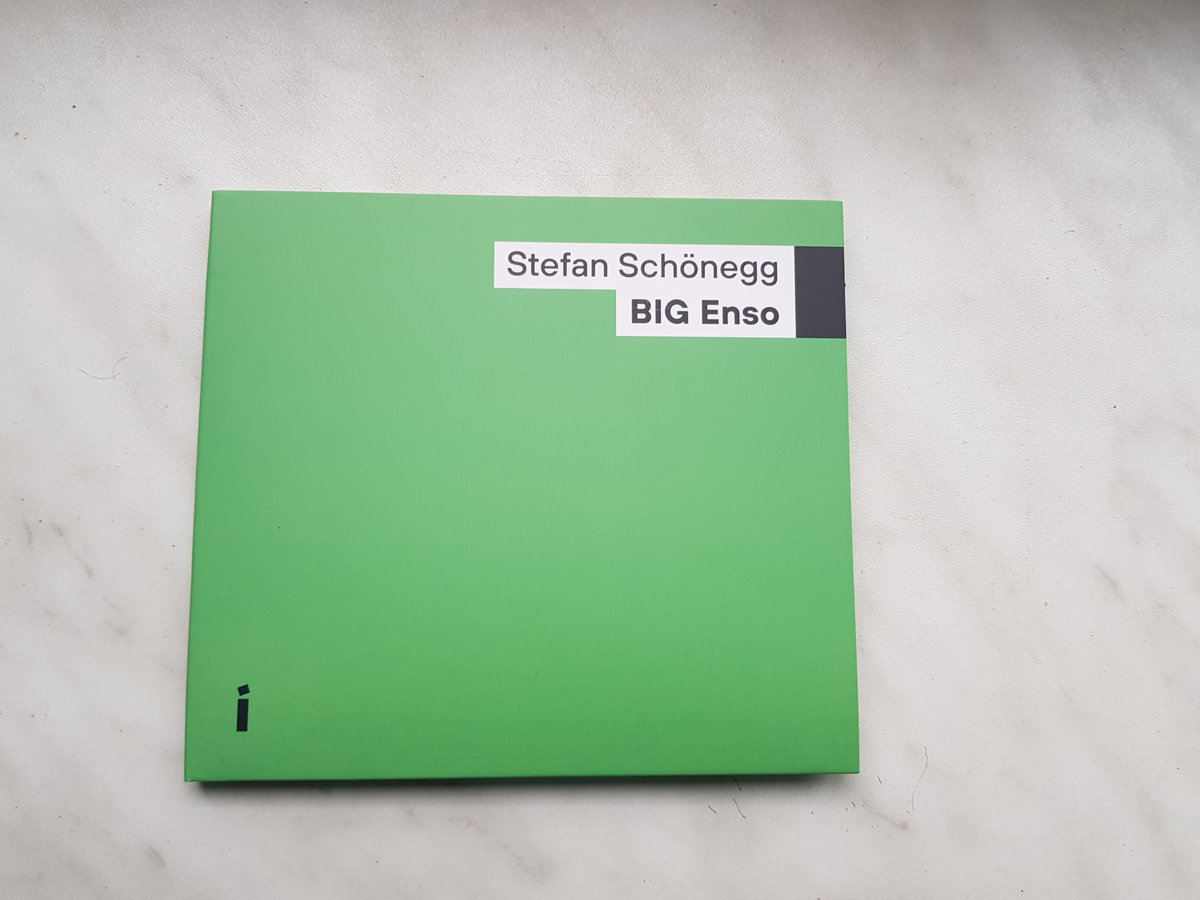 Stefan Schönegg
BIG Enso
i